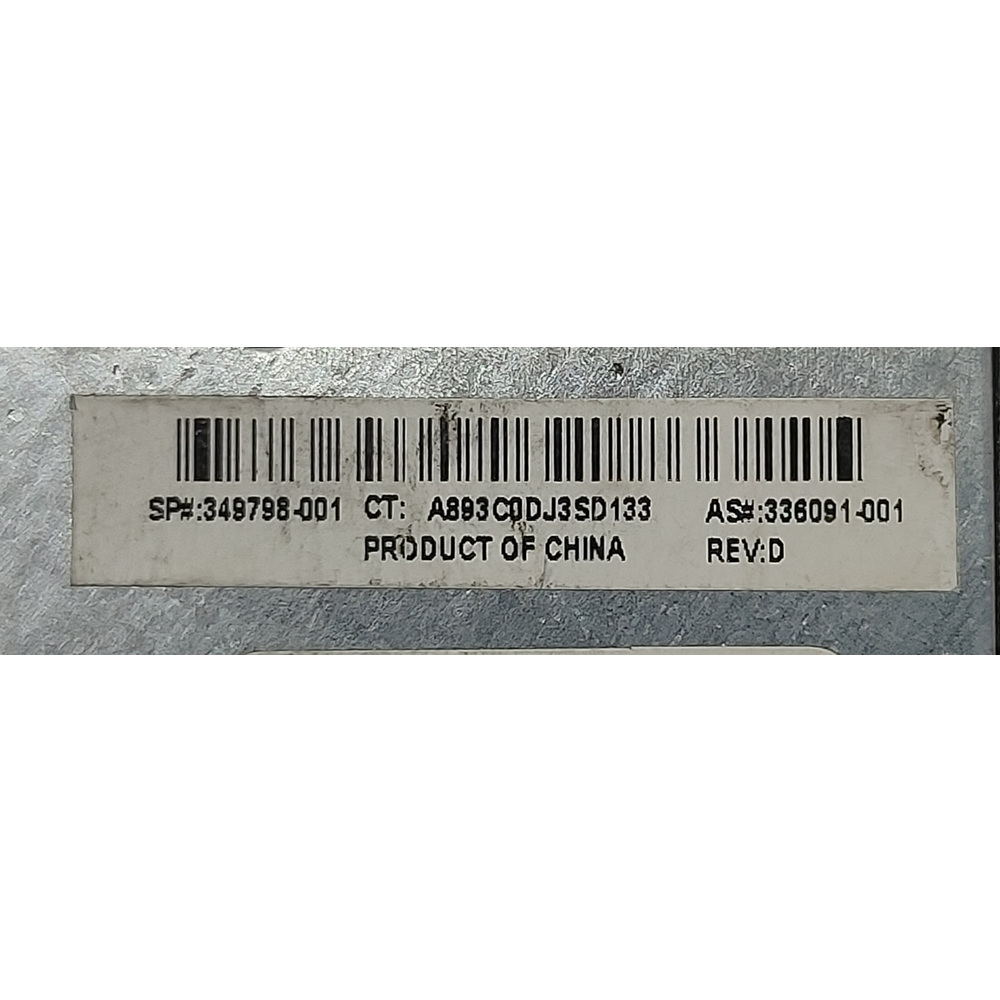 SP#:349798-001 CT: A893C0DJ3SD133 AS#:336091-001
PRODUCT OF CHINA REV:D